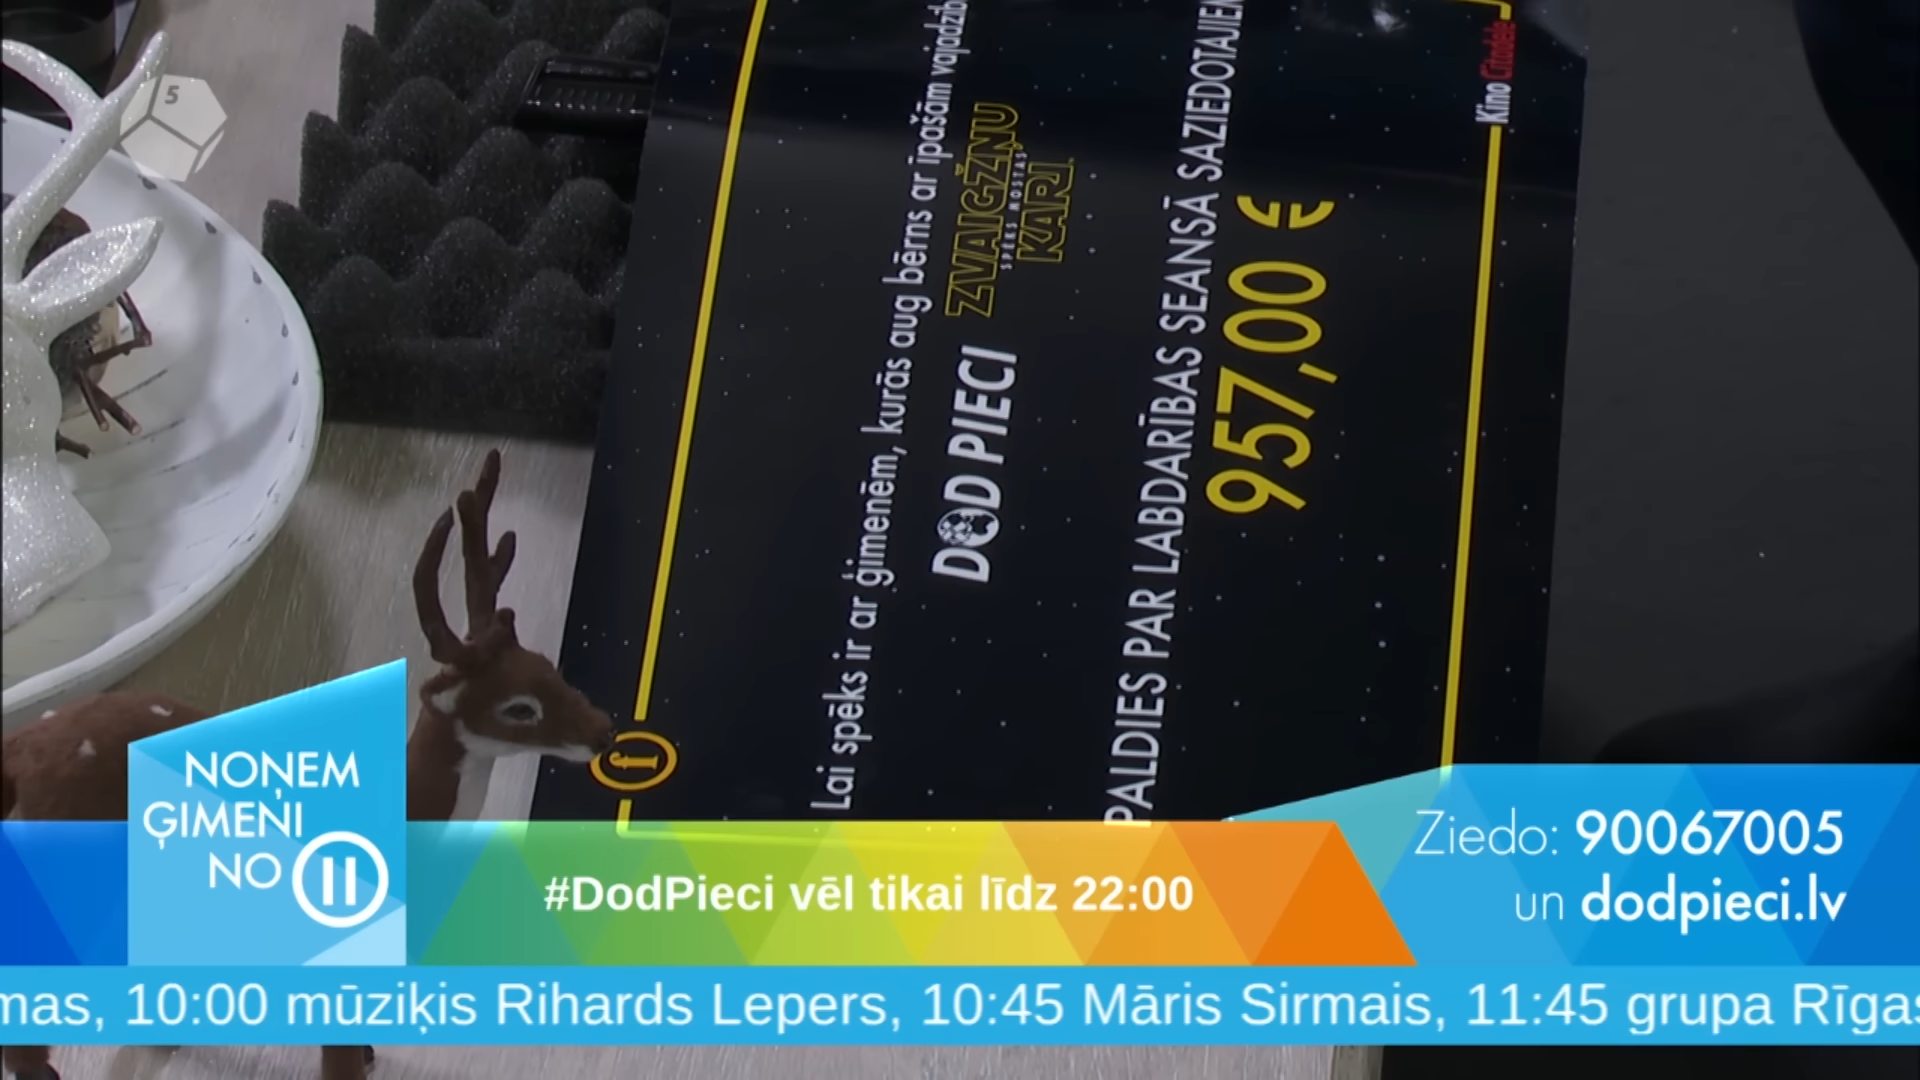 5
Lai spēks ir ar ģimenēm, kurās aug bērns ar īpašām
DOD PIECI
ZVAIGŽŅU
SPĒKS MOSTAS
KARI
PALDIES PAR LABDARĪBAS SEANSĀ
957,00 €
Kino Citadele
f
NOŅEM
ĢIMENI
NO
#DodPieci vēl tikai līdz 22:00
Ziedo: 90067005
un dodpieci.lv
mas, 10:00 mūziķis Rihards Lepers, 10:45 Māris Sirmais, 11:45 grupa Rīgas